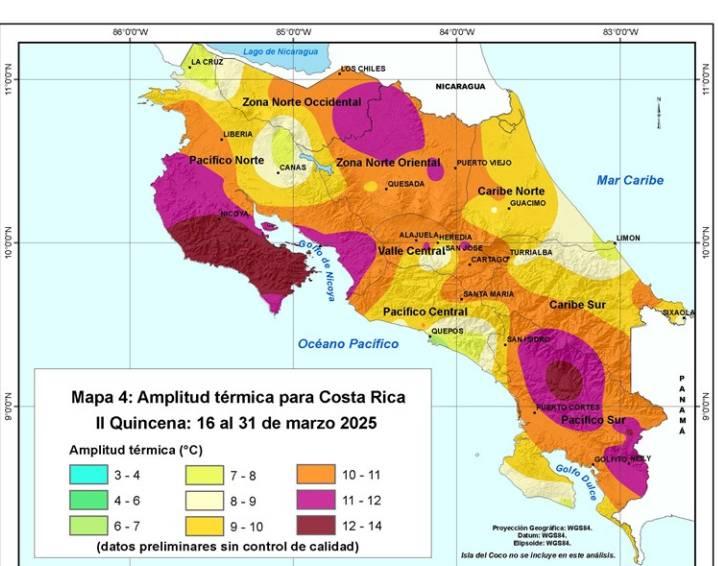 86°0'0"W
85°0'0"W
84°0'0"W
83°0'0"W
Lago de Nicaragua
LA CRUZ
LOS CHILES
11°0'0"N
11°0'0"N
NICARAGUA
N
Zona Norte Occidental
LIBERIA
Pacífico Norte
CAÑAS
Zona Norte Oriental
PUERTO VIEJO
Mar Caribe
QUESADA
Caribe Norte
GUACIMO
NICOYA
10°0'0"N
10°0'0"N
ALAJUELA
HEREDIA
LIMON
Golfo de Nicoya
Valle Central
SAN JOSE
TURRIALBA
CARTAGO
SANTA MARIA
Caribe Sur
Pacífico Central
SIXAOLA
QUEPOS
Océano Pacífico
SAN ISIDRO
PANAMÁ
9°0'0"N
9°0'0"N
PUERTO CORTES
Pacífico Sur
GOLFITO
NEILY
Golfo Dulce
Mapa 4: Amplitud térmica para Costa Rica
II Quincena: 16 al 31 de marzo 2025
Amplitud térmica (°C)
3 - 4
7 - 8
10 - 11
4 - 6
8 - 9
11 - 12
6 - 7
9 - 10
12 - 14
(datos preliminares sin control de calidad)
Proyección Geográfica: WGS84.
Datum: WGS84.
Elipsoide: WGS84.
Isla del Coco no se incluye en este análisis.